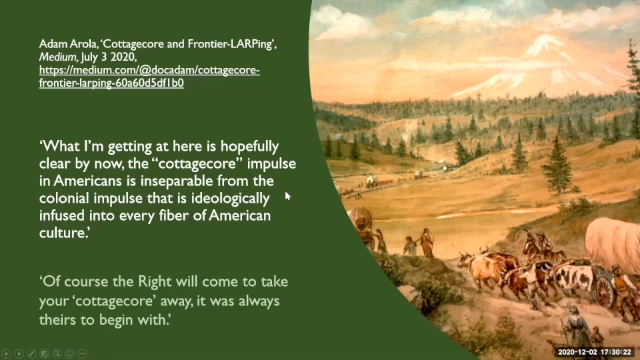 Adam Arola, ‘Cottagecore and Frontier-LARPing’,
Medium, July 3 2020,
https://medium.com/@docadam/cottagecore-
frontier-larping-60a60d5df1b0
‘What I’m getting at here is hopefully
clear by now, the “cottagecore” impulse
in Americans is inseparable from the
colonial impulse that is ideologically
infused into every fiber of American
culture.’
‘Of course the Right will come to take
your ‘cottagecore’ away, it was always
theirs to begin with.’
2020-12-02 17:30:22